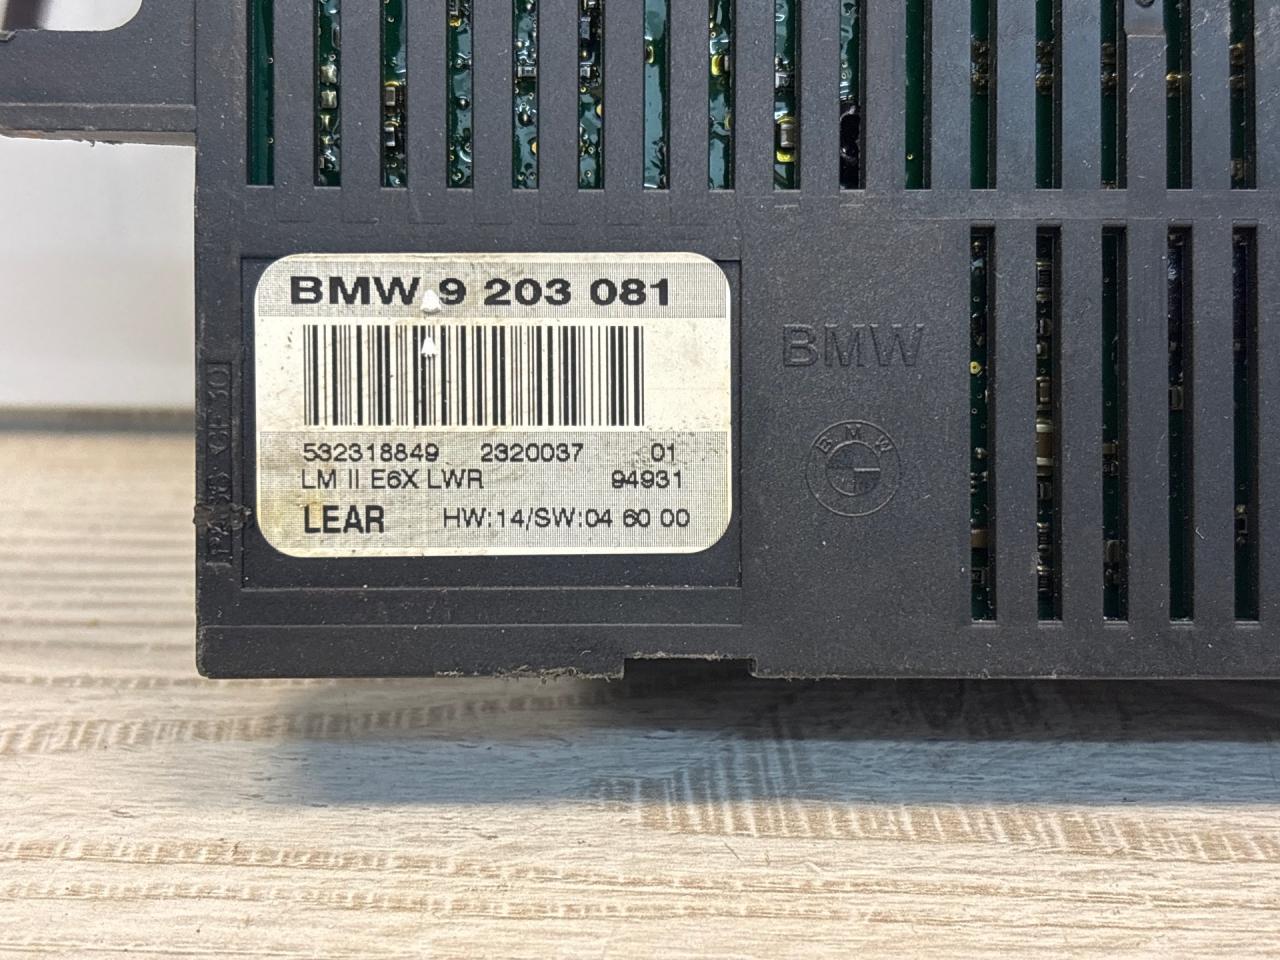 BMW 9 203 081
532318849 2320037 01
LM II E6X LWR 94931
LEAR HW:14/SW:04 60 00
BMW
BMW